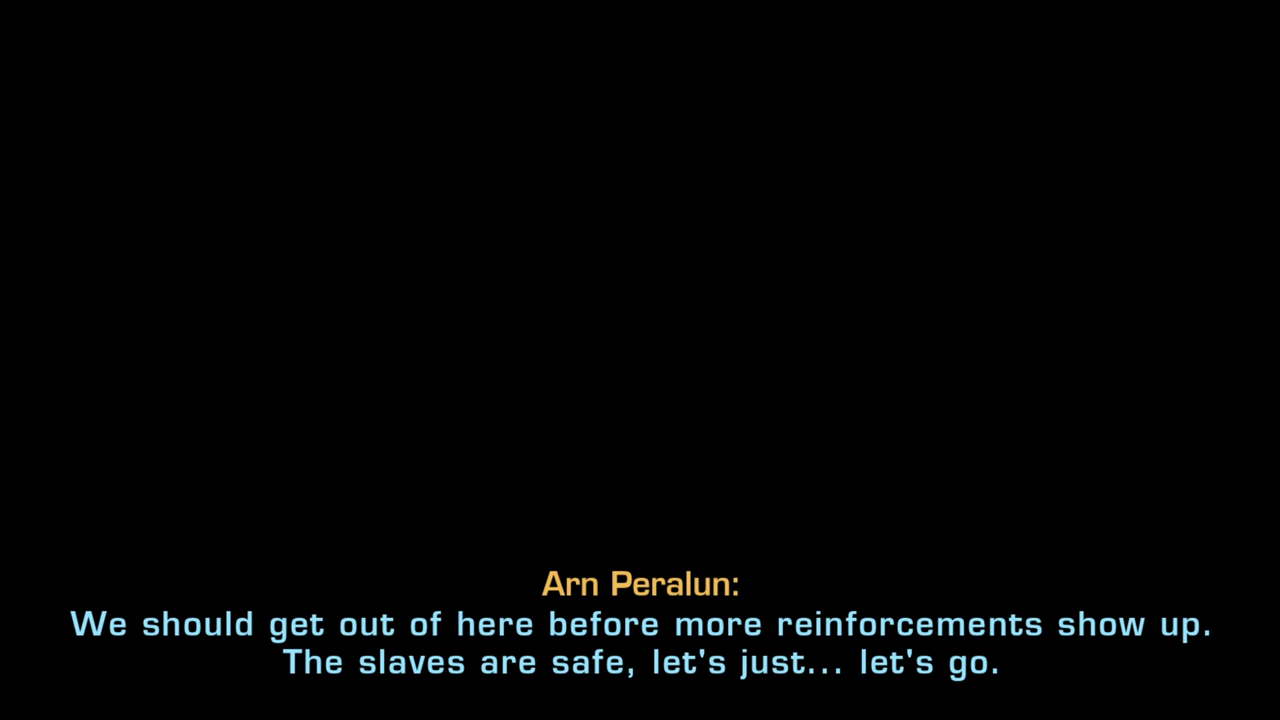 Arn Peralun:
We should get out of here before more reinforcements show up.
The slaves are safe, let's just... let's go.